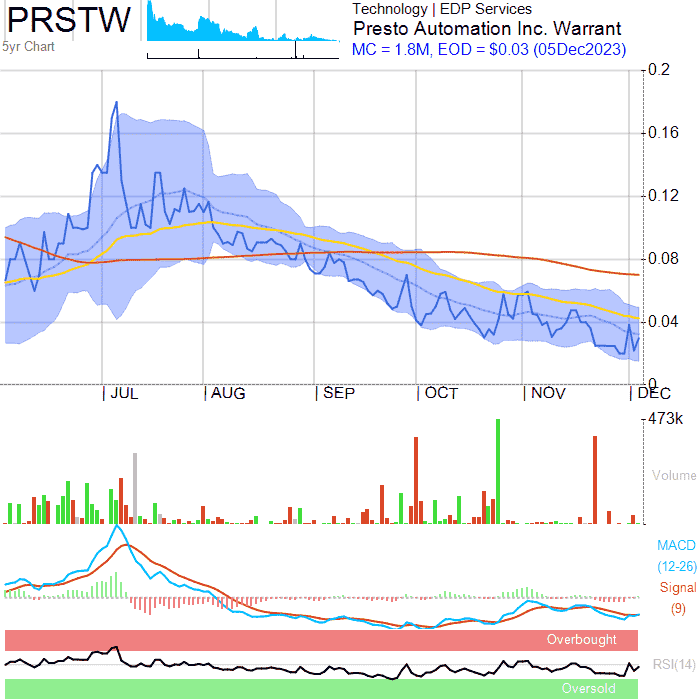 PRSTW
5yr Chart
Technology | EDP Services
Presto Automation Inc. Warrant
MC = 1.8M, EOD = $0.03 (05Dec2023)
0.2
0.16
0.12
0.08
0.04
0
JUL AUG SEP OCT NOV DEC
473k
Volume
MACD
(12-26)
Signal
(9)
Overbought
RSI(14)
Oversold